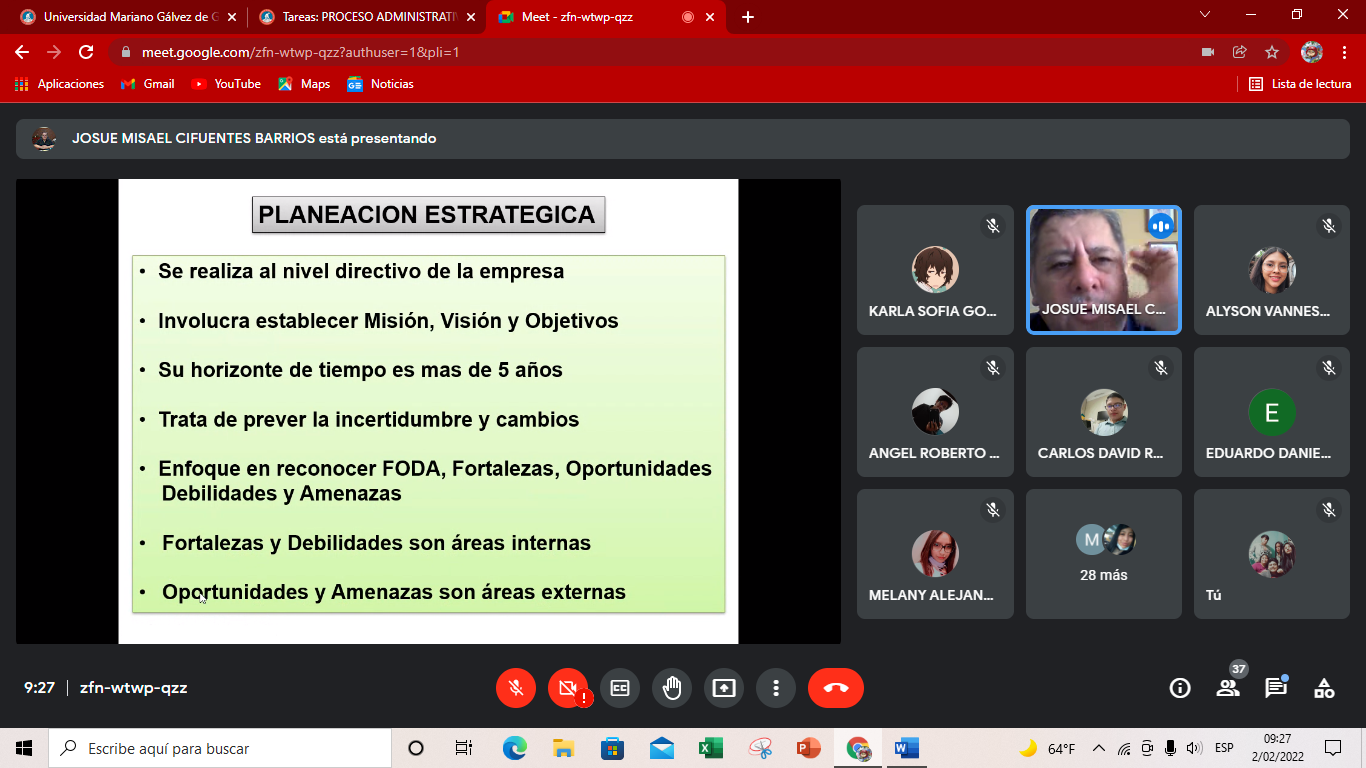 Universidad Mariano Gálvez de G
Tareas: PROCESO ADMINISTRATIV
Meet - zfn-wtwp-qzz
meet.google.com/zfn-wtwp-qzz?authuser=1&pli=1
Aplicaciones
Gmail
YouTube
Maps
Noticias
Lista de lectura
JOSUE MISAEL CIFUENTES BARRIOS está presentando
PLANEACION ESTRATEGICA
• Se realiza al nivel directivo de la empresa
• Involucra establecer Misión, Visión y Objetivos
• Su horizonte de tiempo es mas de 5 años
• Trata de prever la incertidumbre y cambios
• Enfoque en reconocer FODA, Fortalezas, Oportunidades
Debilidades y Amenazas
• Fortalezas y Debilidades son áreas internas
• Oportunidades y Amenazas son áreas externas
KARLA SOFIA GO...
JOSUE MISAEL C...
ALYSON VANNES...
ANGEL ROBERTO ...
CARLOS DAVID R...
E
EDUARDO DANIE...
MELANY ALEJAN...
M
28 más
Tú
9:27 | zfn-wtwp-qzz
37
Escribe aquí para buscar
64°F
ESP
09:27
2/02/2022